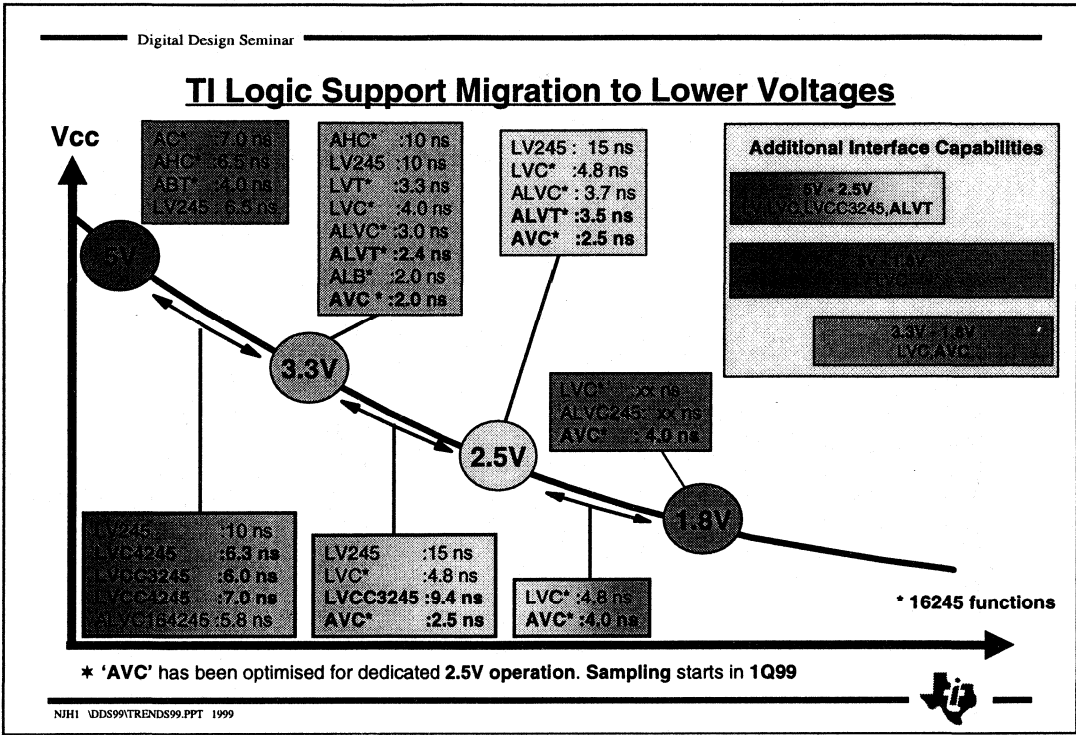 Digital Design Seminar
TI Logic Support Migration to Lower Voltages
Vcc
AC* :7.0 ns
AHC* :6.5 ns
ABT* :4.0 ns
LV245 : 6.5 ns
AHC* :10 ns
LV245 :10 ns
LVT* :3.3 ns
LVC* :4.0 ns
ALVC* :3.0 ns
ALVT* :2.4 ns
ALB* :2.0 ns
AVC * :2.0 ns
LV245 : 15 ns
LVC* :4.8 ns
ALVC* : 3.7 ns
ALVT* : 3.5 ns
AVC* :2.5 ns
Additional Interface Capabilities
5V - 2.5V
LVCC3245,ALVT
LVC
3.3V - 1.8V
LVC,AVC
5V
3.3V
2.5V
1.8V
LVC* :xx ns
ALVC245: xx ns
AVC* : 4.0 ns
LV245 :10 ns
LVC4245 :6.3 ns
LVCC3245 :6.0 ns
LVCC4245 :7.0 ns
ALVC164245 :5.8 ns
LV245 :15 ns
LVC* :4.8 ns
LVCC3245 :9.4 ns
AVC* :2.5 ns
LVC* :4.8 ns
AVC* :4.0 ns
* 16245 functions
* 'AVC' has been optimised for dedicated 2.5V operation. Sampling starts in 1Q99
NJH1 \DDS99\TRENDS99.PPT 1999